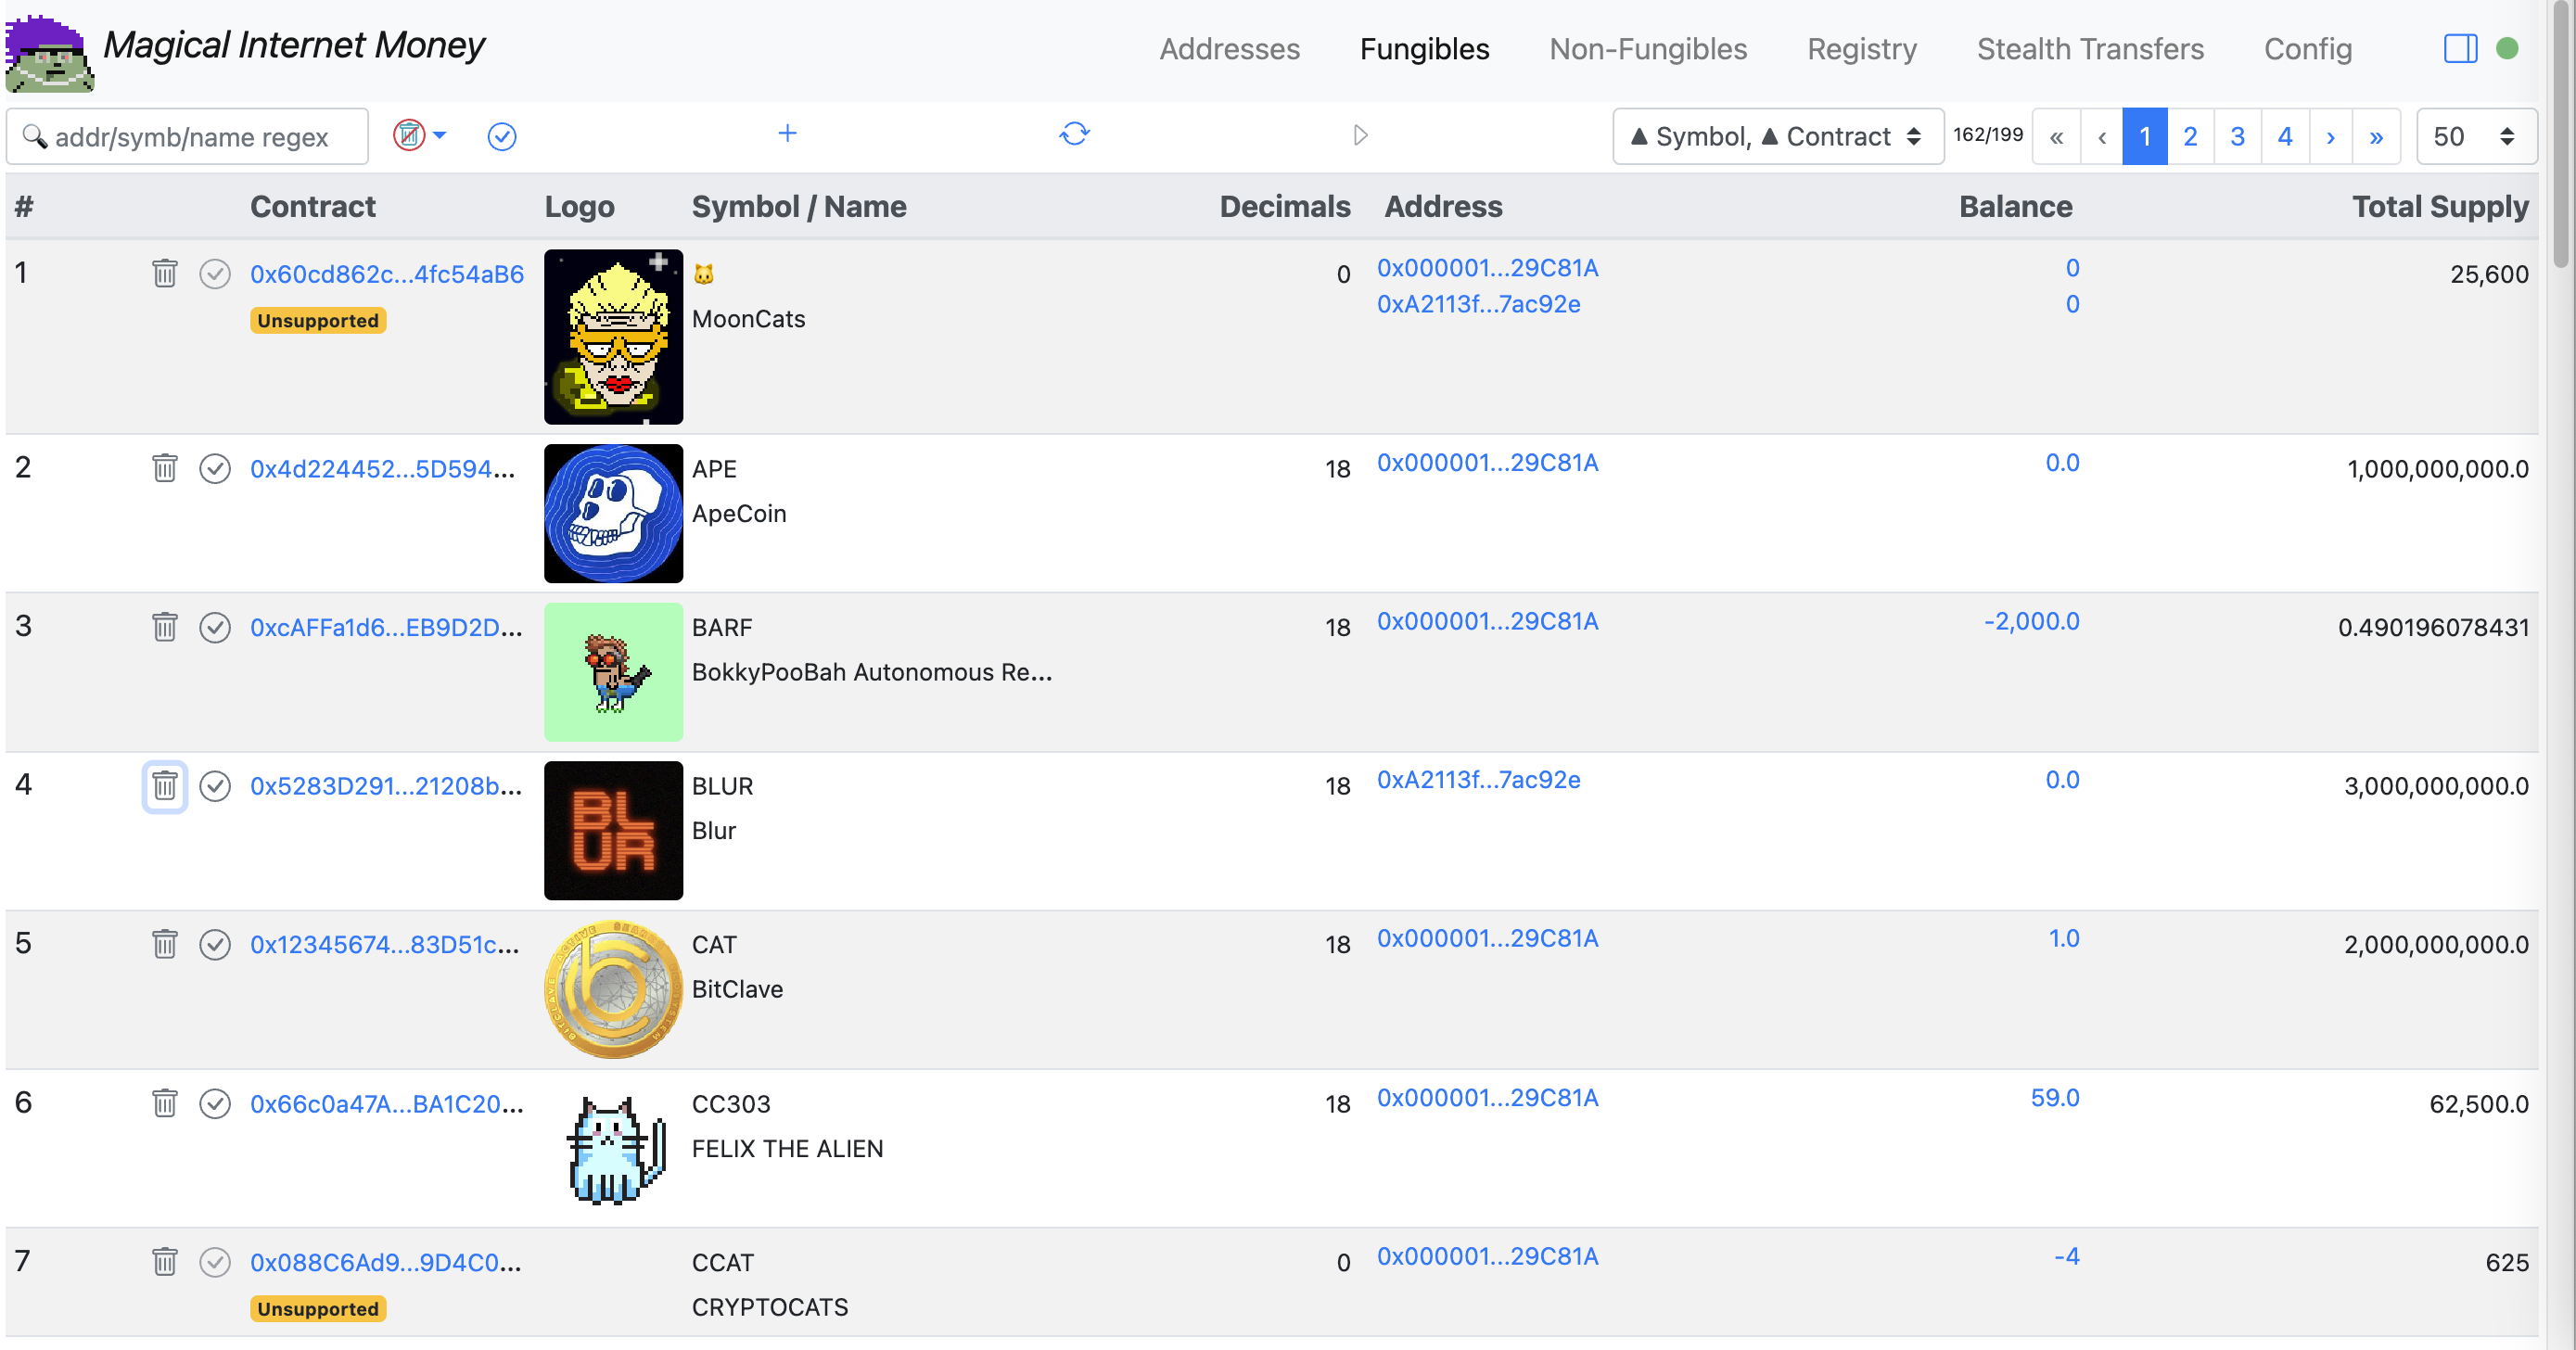 Magical Internet Money
Addresses Fungibles Non-Fungibles Registry Stealth Transfers Config
addr/symb/name regex ▲ Symbol, ▲ Contract 162/199 « ‹ 1 2 3 4 › » 50
# Contract Logo Symbol / Name Decimals Address Balance Total Supply
1 0x60cd862c...4fc54aB6 🐱 0 0x000001...29C81A 0 25,600
Unsupported MoonCats 0xA2113f...7ac92e 0
2 0x4d224452...5D594... APE 18 0x000001...29C81A 0.0 1,000,000,000.0
ApeCoin
3 0xcAFFa1d6...EB9D2D... BARF 18 0x000001...29C81A -2,000.0 0.490196078431
BokkyPooBah Autonomous Re...
4 0x5283D291...21208b... BLUR 18 0xA2113f...7ac92e 0.0 3,000,000,000.0
BL
UR
Blur
5 0x12345674...83D51c... CAT 18 0x000001...29C81A 1.0 2,000,000,000.0
BitClave
6 0x66c0a47A...BA1C20... CC303 18 0x000001...29C81A 59.0 62,500.0
FELIX THE ALIEN
7 0x088C6Ad9...9D4C0... CCAT 0 0x000001...29C81A -4 625
Unsupported CRYPTOCATS